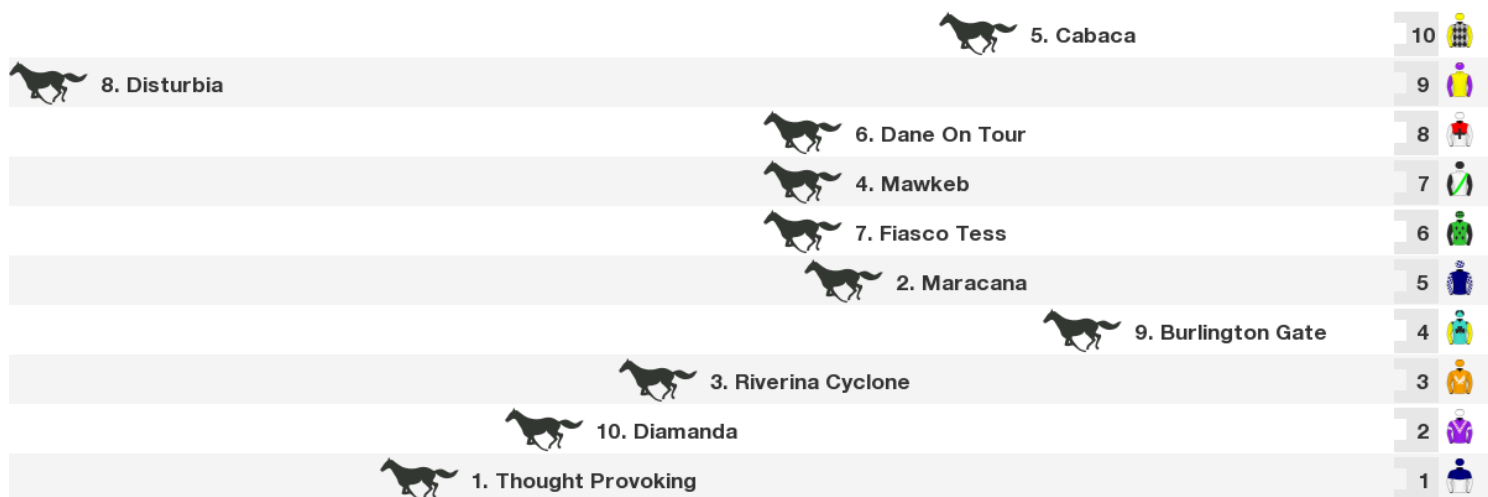 5. Cabaca 10
8. Disturbia 9
6. Dane On Tour 8
4. Mawkeb 7
7. Fiasco Tess 6
2. Maracana 5
9. Burlington Gate 4
3. Riverina Cyclone 3
10. Diamanda 2
1. Thought Provoking 1